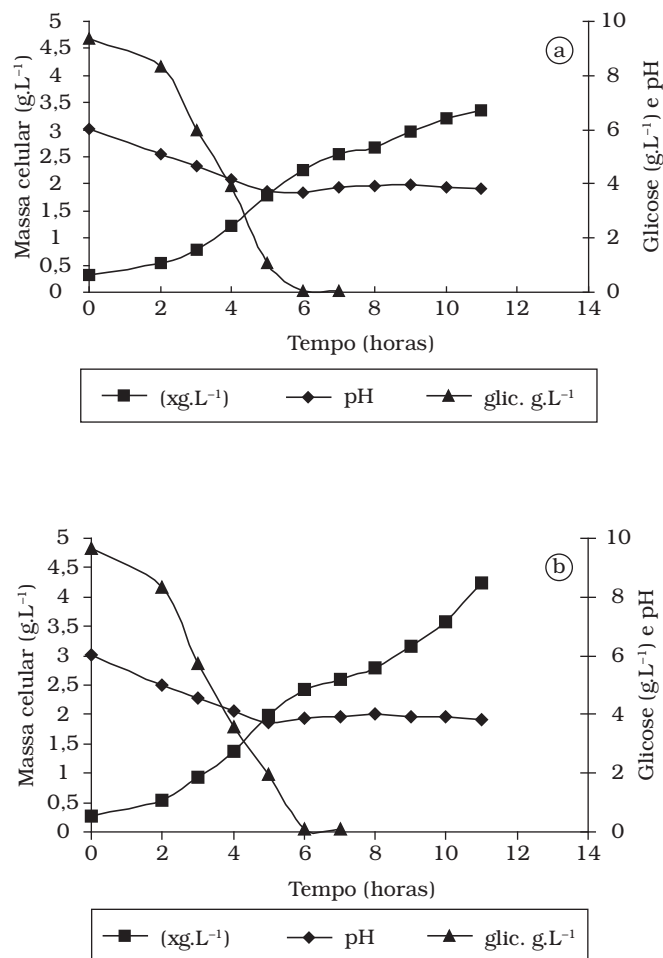 5
4,5
4
3,5
3
2,5
2
1,5
1
0,5
0
Massa celular (g.L⁻¹)
10
8
6
4
2
0
Glicose (g.L⁻¹) e pH
a
0 2 4 6 8 10 12 14
Tempo (horas)
(xg.L⁻¹) pH glic. g.L⁻¹
5
4,5
4
3,5
3
2,5
2
1,5
1
0,5
0
Massa celular (g.L⁻¹)
10
8
6
4
2
0
Glicose (g.L⁻¹) e pH
b
0 2 4 6 8 10 12 14
Tempo (horas)
(xg.L⁻¹) pH glic. g.L⁻¹